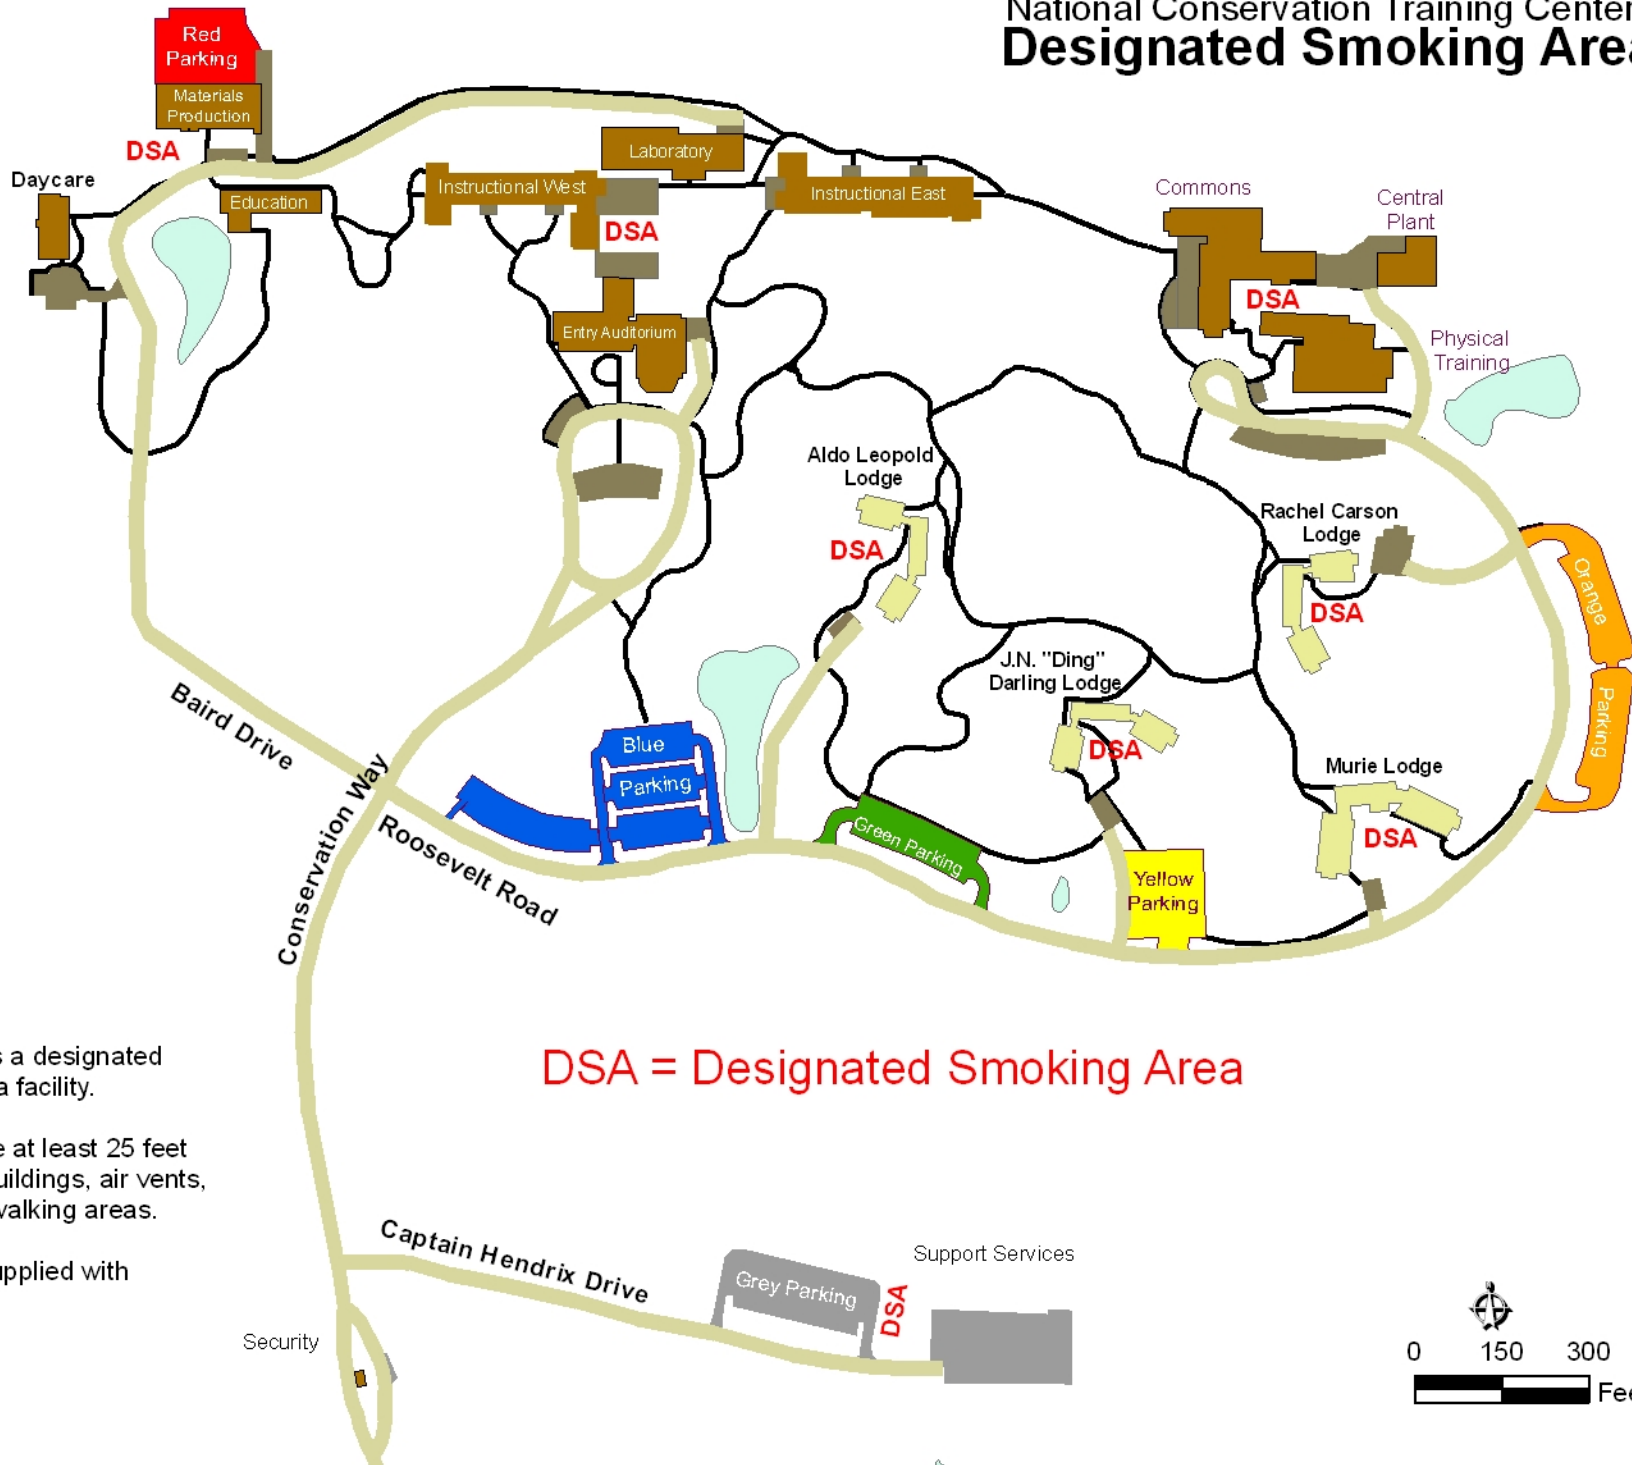 National Conservation Training Center
Designated Smoking Area
Red
Parking
Materials
Production
DSA
Daycare
Education
Instructional West
Laboratory
DSA
Instructional East
Entry Auditorium
Commons
Central
Plant
DSA
Physical
Training
Aldo Leopold
Lodge
DSA
Rachel Carson
Lodge
DSA
Orange
Parking
J.N. "Ding"
Darling Lodge
DSA
Murie Lodge
DSA
Baird Drive
Conservation Way
Roosevelt Road
Blue
Parking
Green Parking
Yellow
Parking
DSA = Designated Smoking Area
a designated
a facility.
at least 25 feet
air vents,
areas.
with
Captain Hendrix Drive
Grey Parking
DSA
Support Services
Security
0 150 300